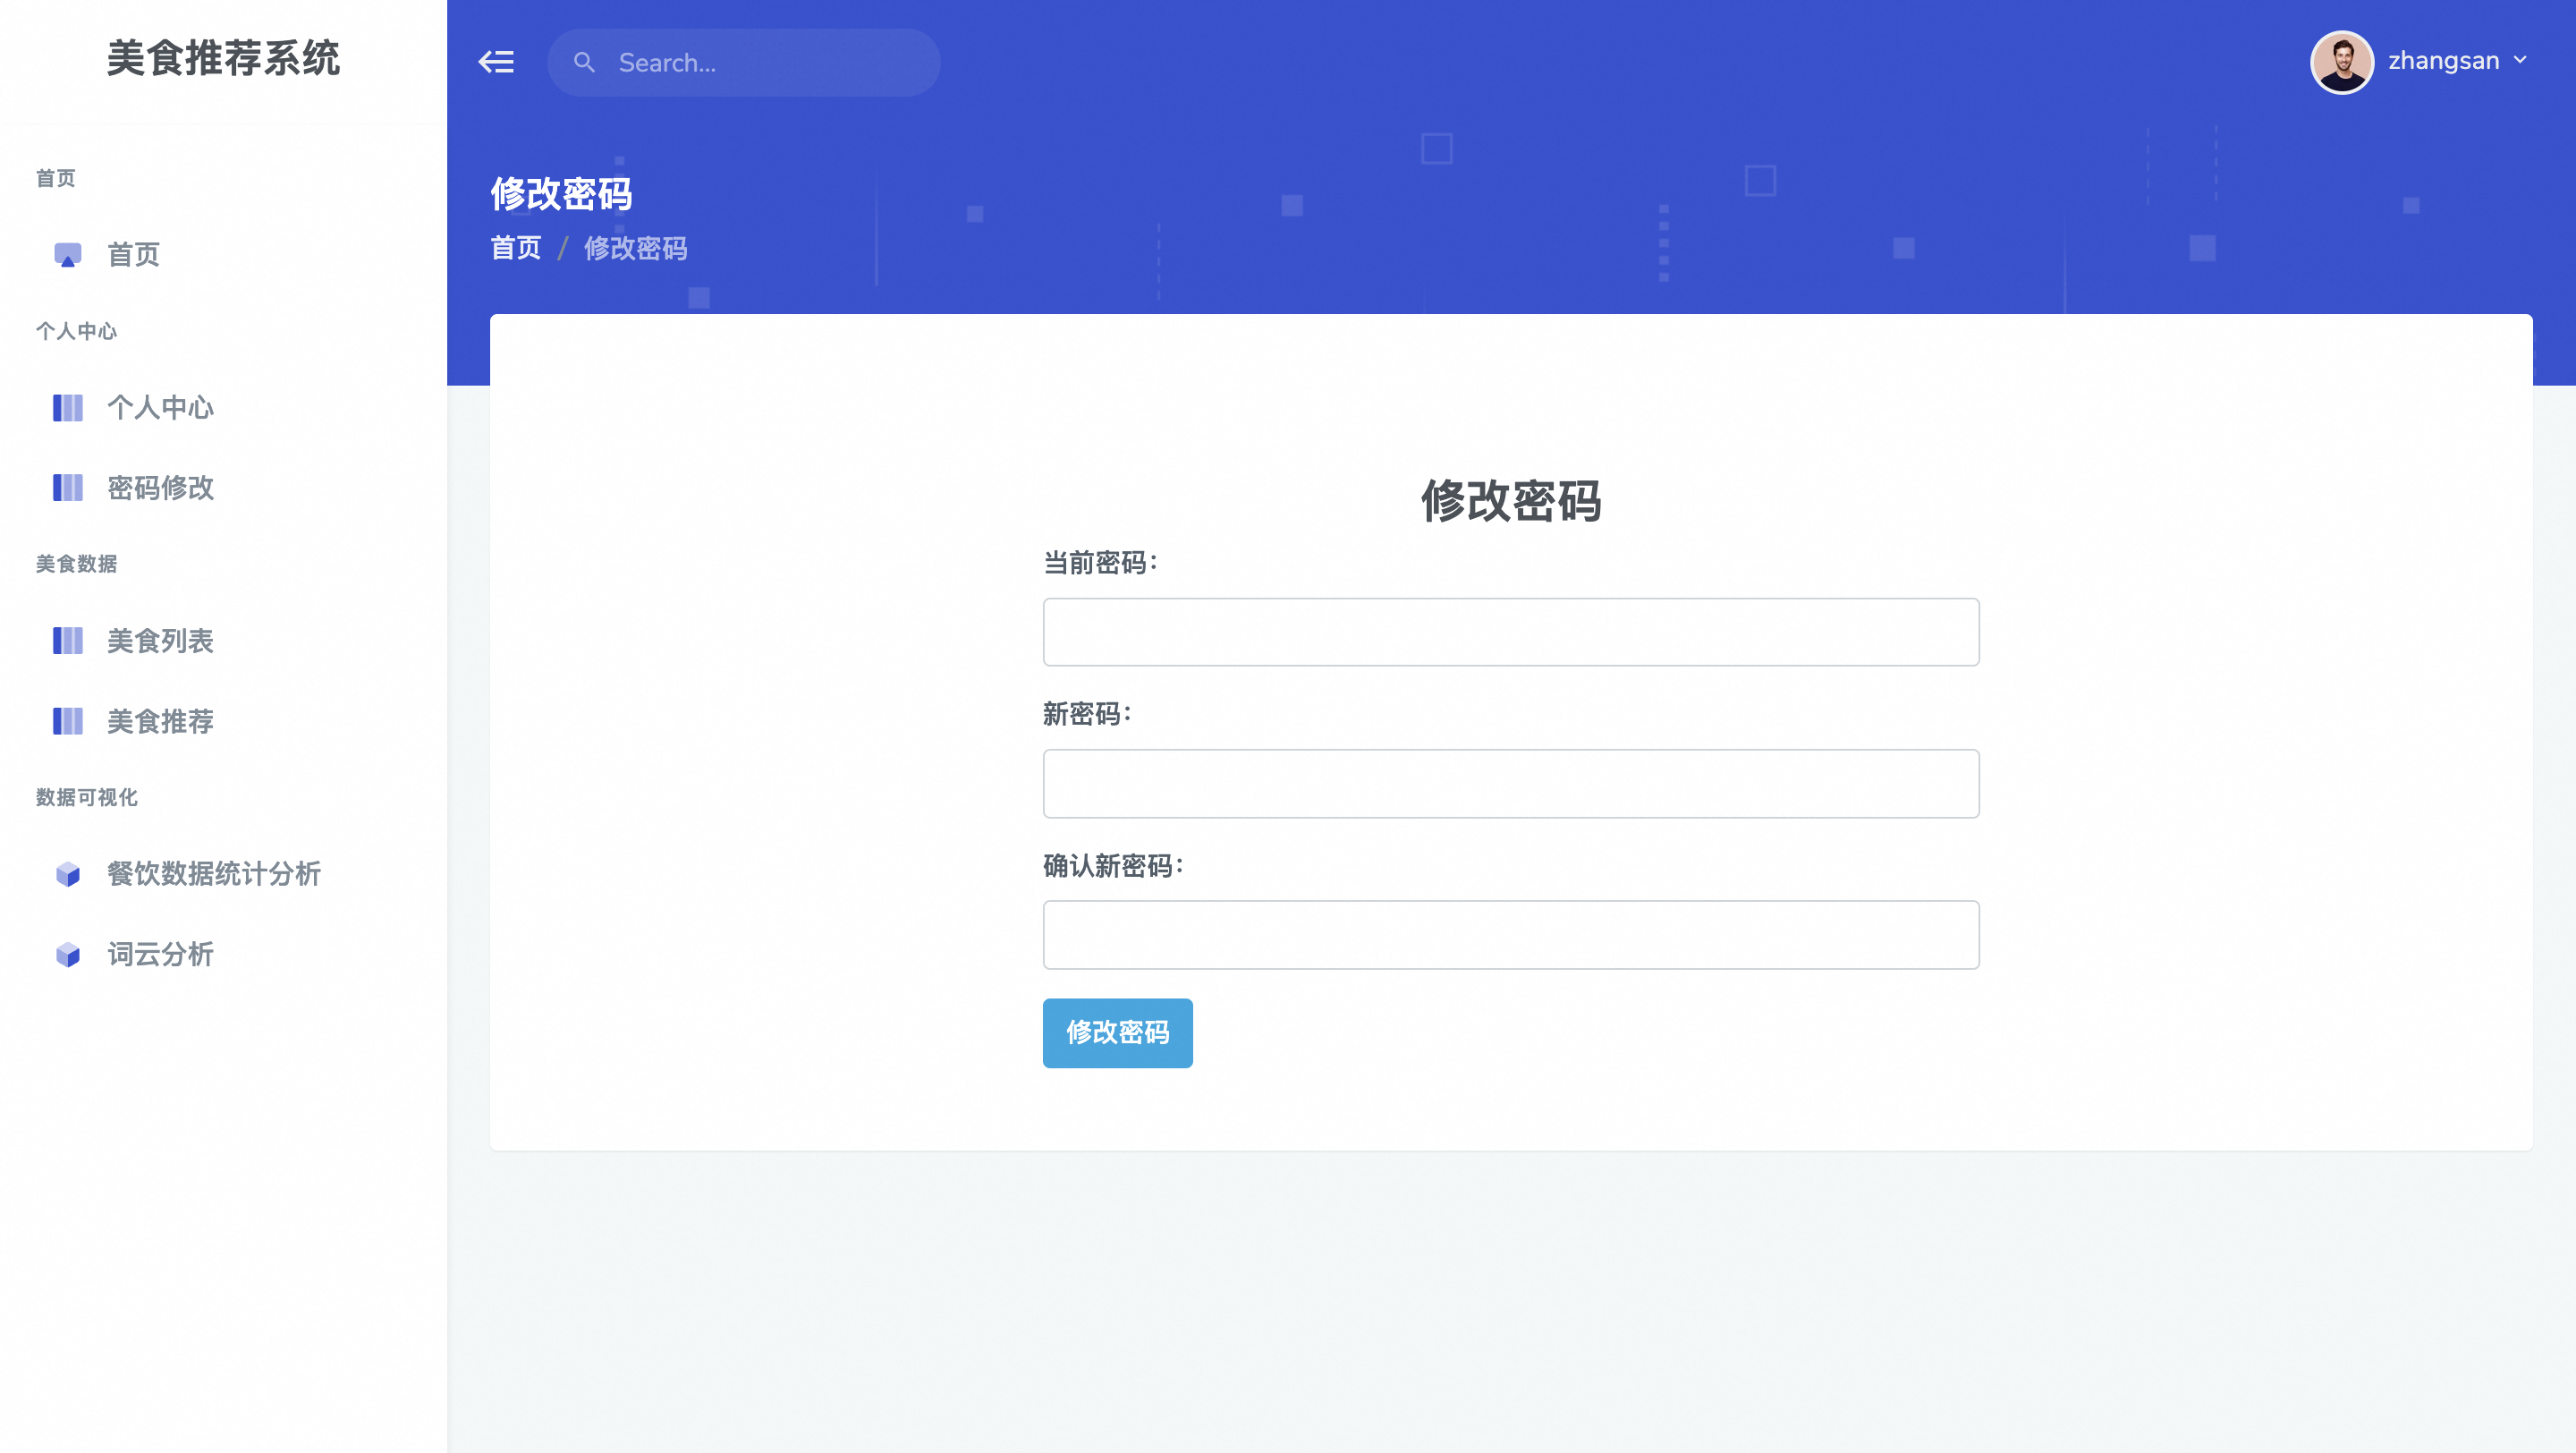 美食推荐系统
首页
首页
个人中心
个人中心
密码修改
美食数据
美食列表
美食推荐
数据可视化
餐饮数据统计分析
词云分析
Search...
zhangsan
修改密码
首页 / 修改密码
修改密码
当前密码：
新密码：
确认新密码：
修改密码